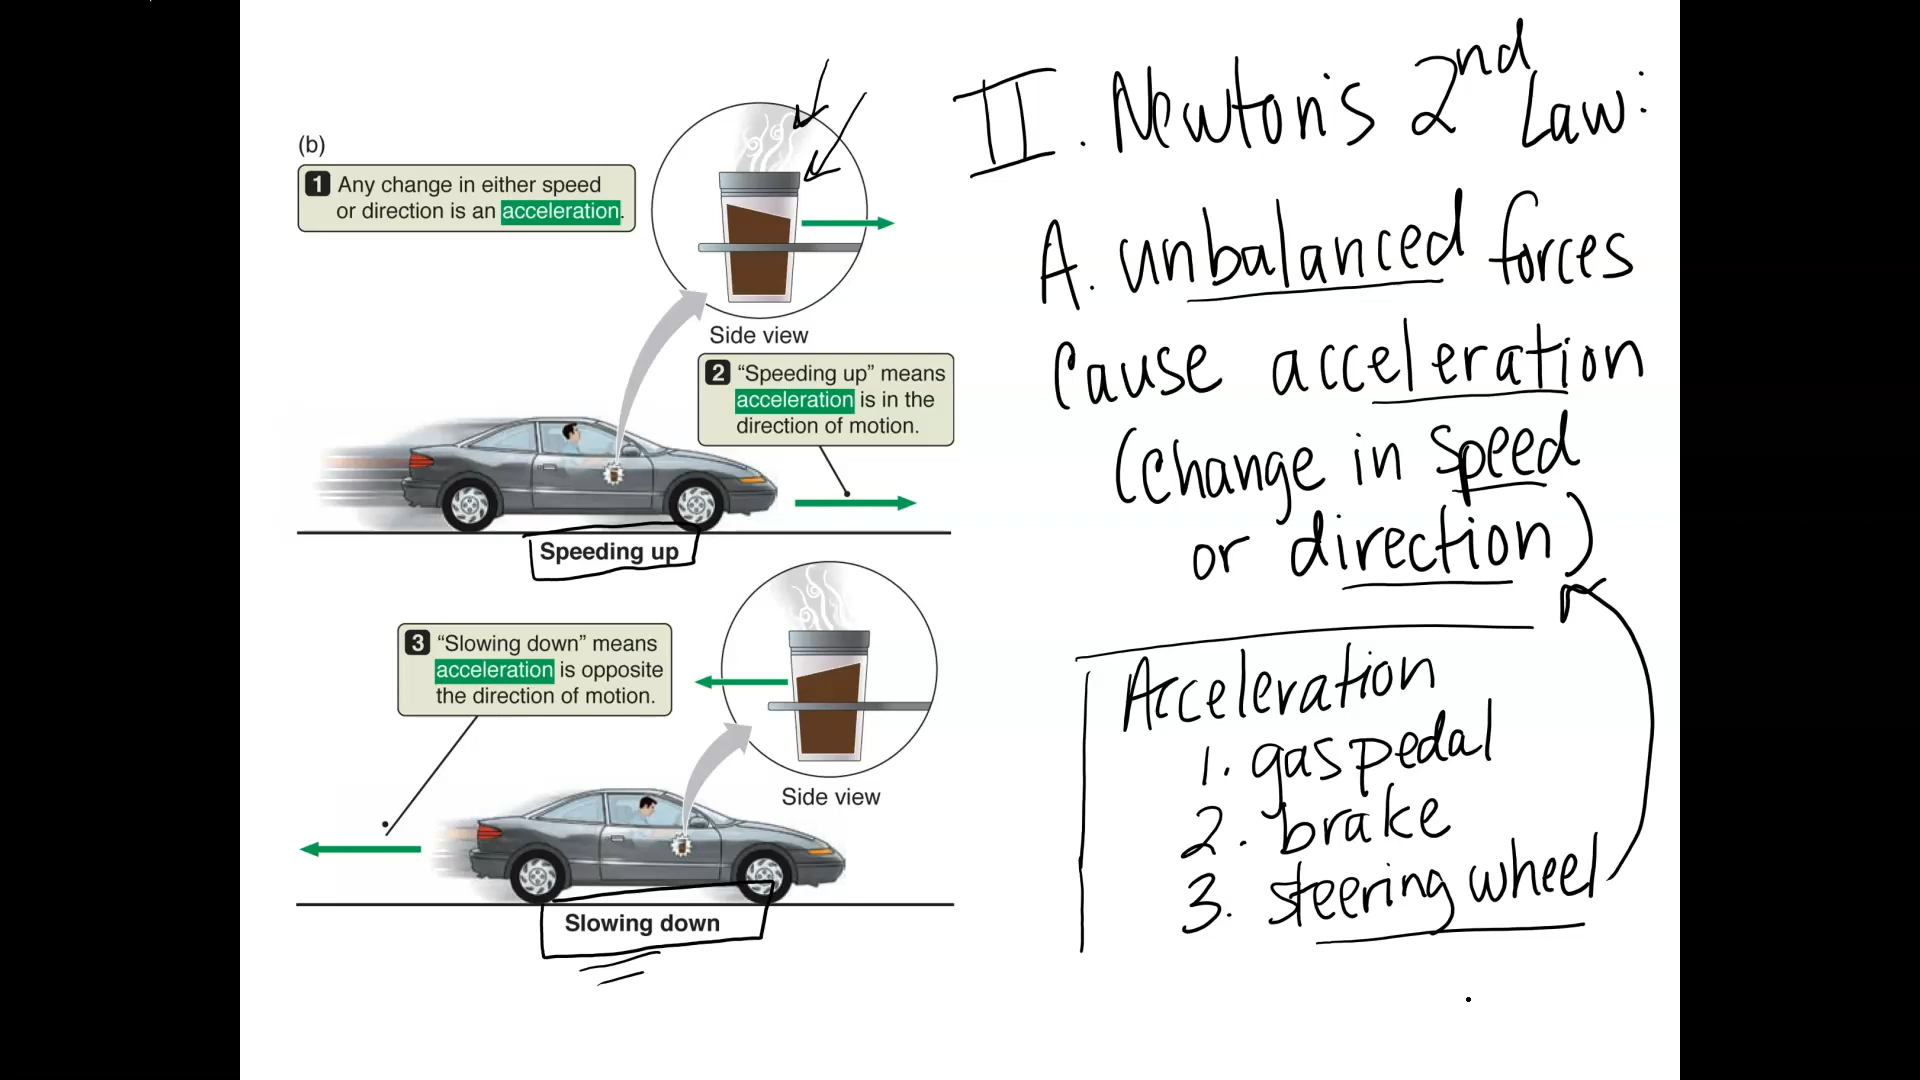 (b)
1 Any change in either speed
or direction is an acceleration.
Side view
2 “Speeding up” means
acceleration is in the
direction of motion.
Speeding up
3 “Slowing down” means
acceleration is opposite
the direction of motion.
Side view
Slowing down
II. Newton's 2nd Law:
A. unbalanced forces
cause acceleration
(change in speed
or direction)
Acceleration
1. gas pedal
2. brake
3. steering wheel